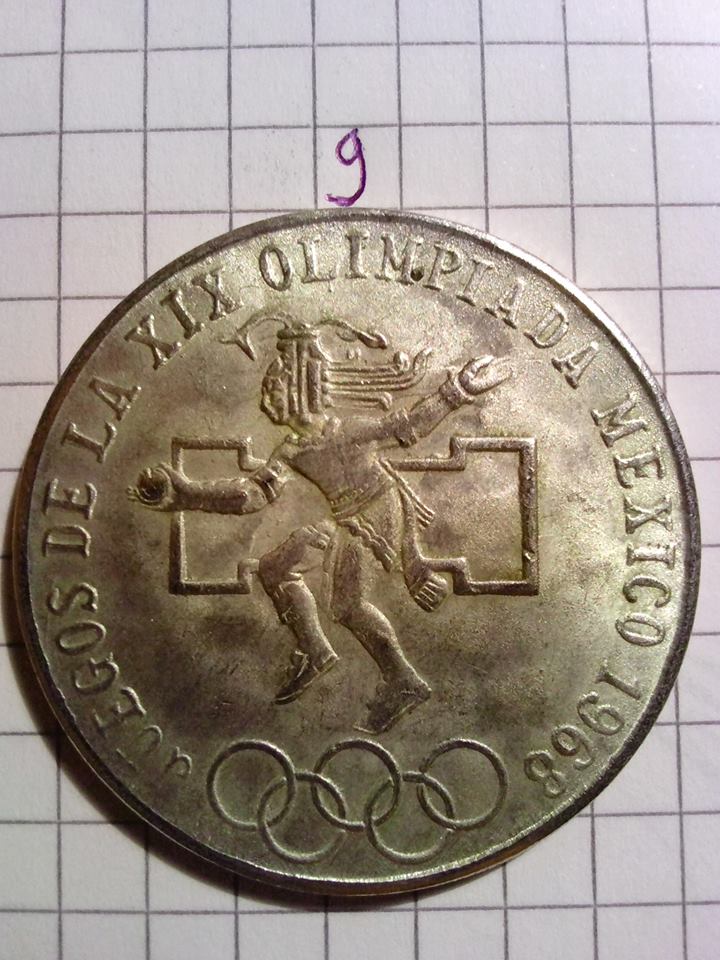 9
JUEGOS DE LA XIX OLIMPIADA MEXICO 1968